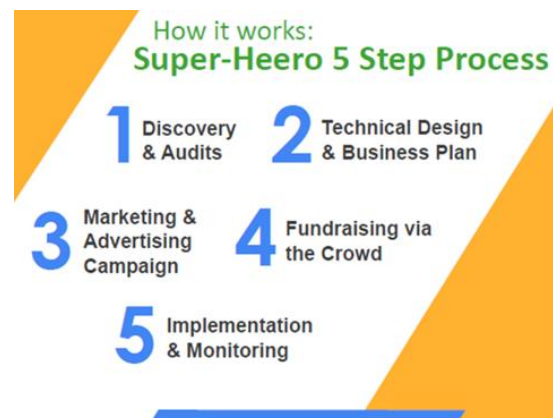 How it works:
Super-Heero 5 Step Process
1 Discovery
& Audits
2 Technical Design
& Business Plan
3 Marketing &
Advertising
Campaign
4 Fundraising via
the Crowd
5 Implementation
& Monitoring